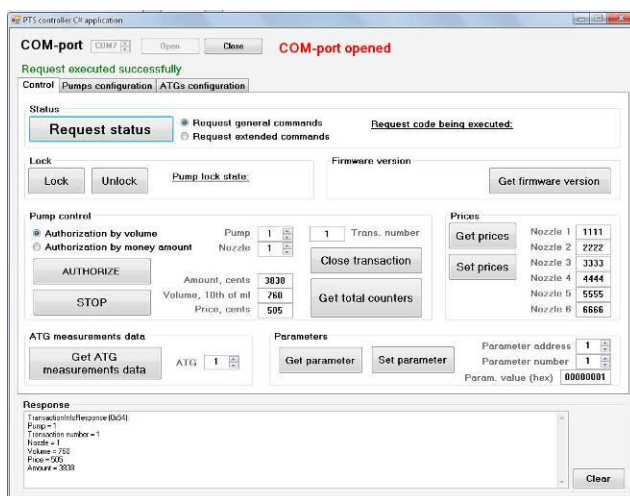 PTS controller C# application
COM-port COM7 Open Close COM-port opened
Request executed successfully
Control Pumps configuration ATGs configuration
Status
Request status
Request general commands
Request extended commands
Request code being executed:
Lock
Lock Unlock Pump lock state:
Firmware version
Get firmware version
Pump control
Authorization by volume
Authorization by money amount
Pump 1
Nozzle 1
1 Trans. number
AUTHORIZE
STOP
Close transaction
Get total counters
Amount, cents 3838
Volume, 10th of ml 760
Price, cents 505
Prices
Get prices
Set prices
Nozzle 1 1111
Nozzle 2 2222
Nozzle 3 3333
Nozzle 4 4444
Nozzle 5 5555
Nozzle 6 6666
ATG measurements data
Get ATG
measurements data
ATG 1
Parameters
Get parameter Set parameter
Parameter address 1
Parameter number 1
Param. value (hex) 00000001
Response
TransactionInfoResponse (0x54):
Pump = 1
Transaction number = 1
Nozzle = 1
Volume = 760
Price = 505
Amount = 3838
Clear